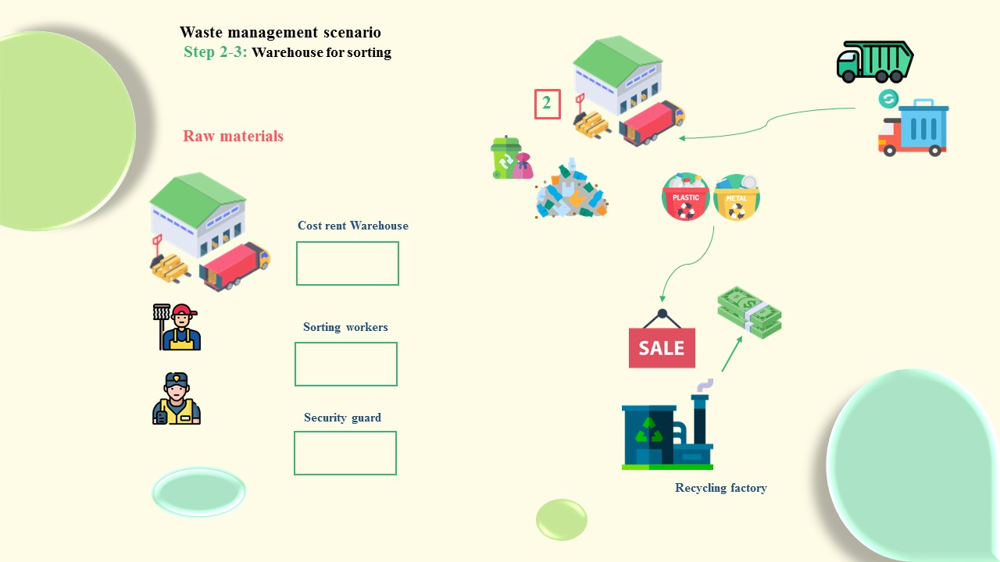 Waste management scenario
Step 2-3: Warehouse for sorting
Raw materials
Cost rent Warehouse
Sorting workers
Security guard
2
PLASTIC
METAL
SALE
Recycling factory